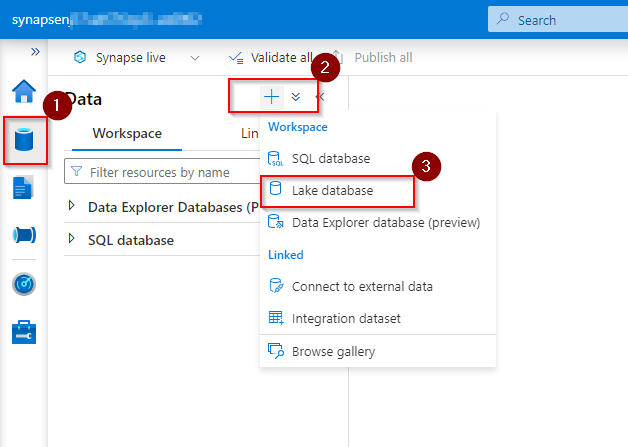 synapsen
Search
»
Synapse live
Validate all
Publish all
2
Data
1
Workspace
Lin
Workspace
SQL database
3
Filter resources by name
Lake database
Data Explorer Databases (P
Data Explorer database (preview)
Linked
SQL database
Connect to external data
Integration dataset
Browse gallery